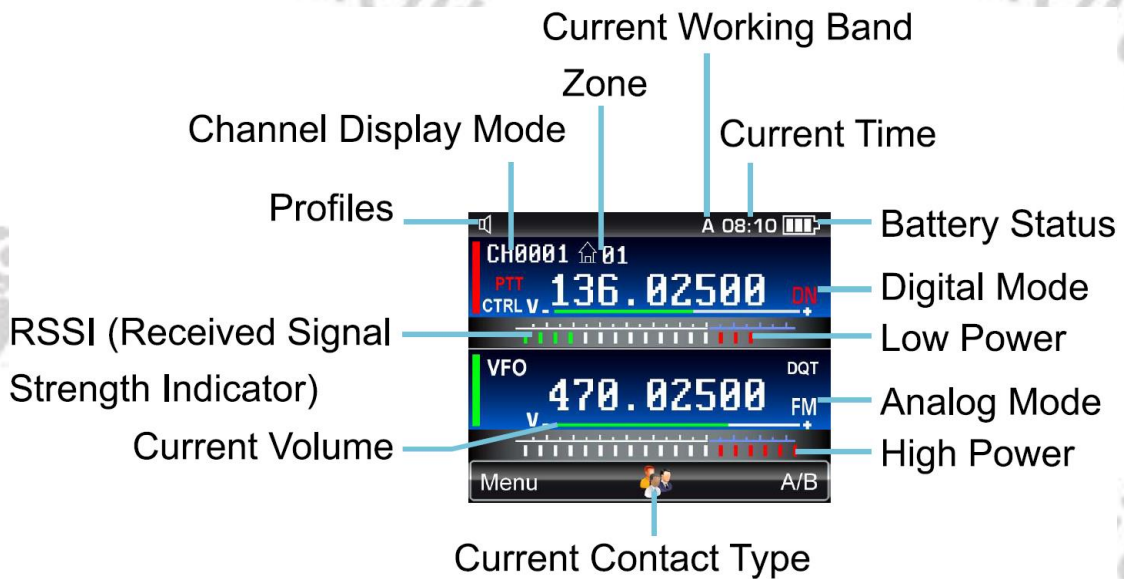 Current Working Band
Zone
Channel Display Mode
Current Time
Profiles
A 08:10
Battery Status
CH0001 01
PTT
136.02500
DN
Digital Mode
CTRL V - +
RSSI (Received Signal
Strength Indicator)
Low Power
VFO
DQT
470.02500
FM
Analog Mode
V - +
Current Volume
High Power
Menu
A/B
Current Contact Type